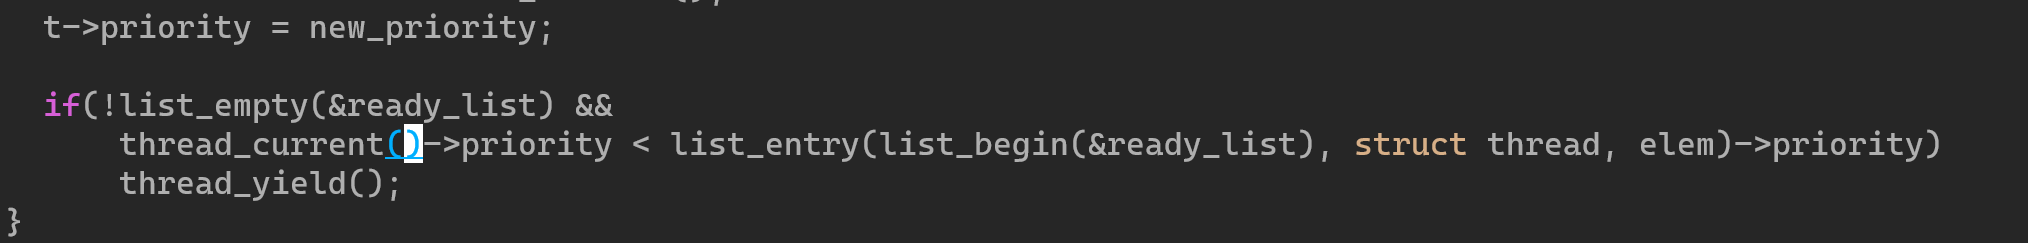 t->priority = new_priority;
if(!list_empty(&ready_list) &&
thread_current()->priority < list_entry(list_begin(&ready_list), struct thread, elem)->priority)
thread_yield();
}